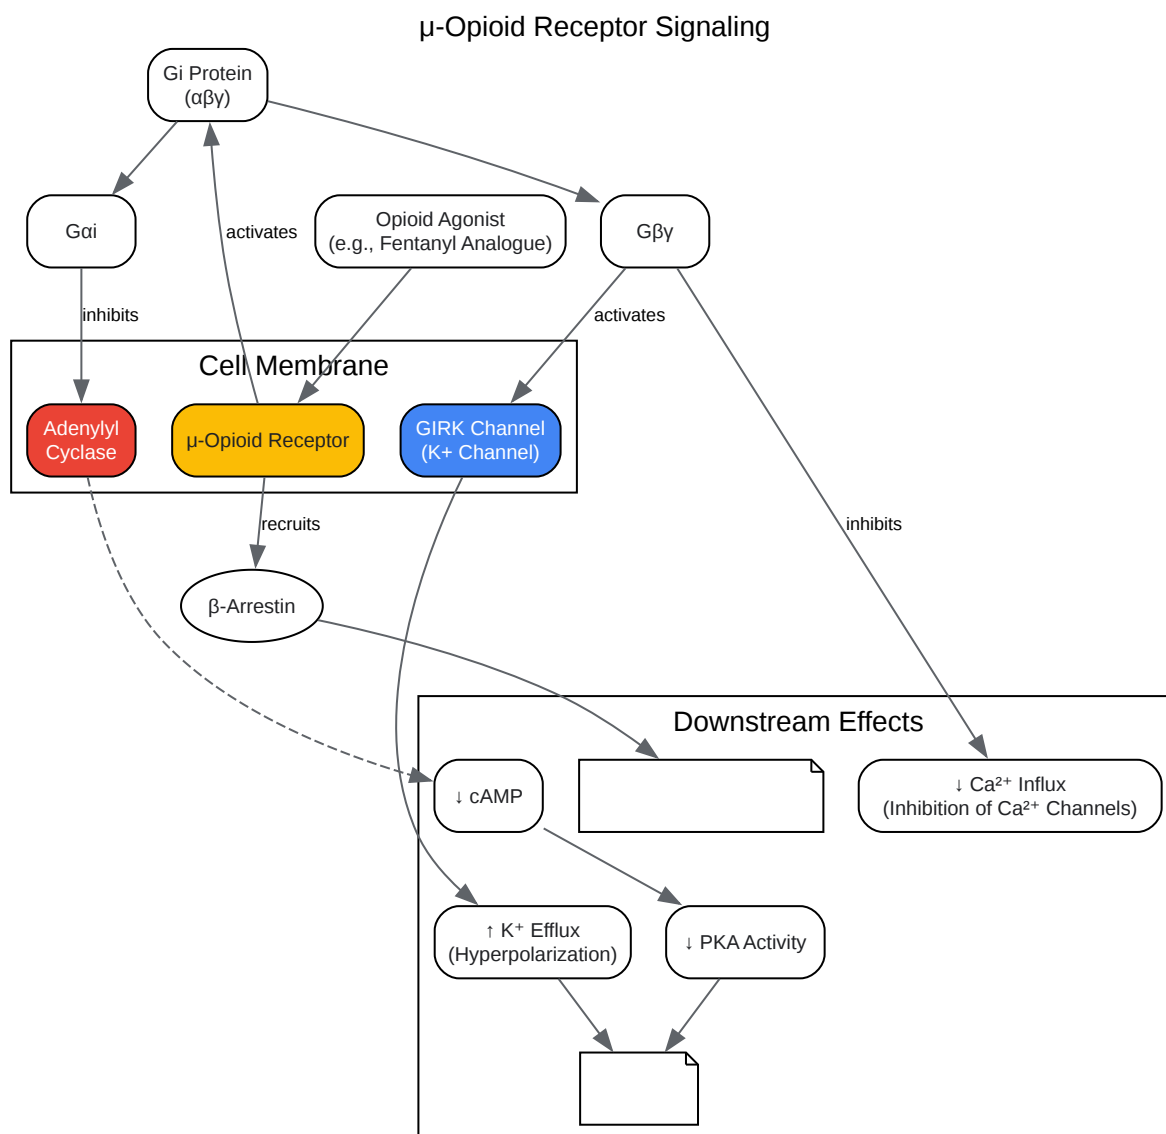 μ-Opioid Receptor Signaling
Gi Protein
(αβγ)
Gαi
activates
Opioid Agonist
(e.g., Fentanyl Analogue)
Gβγ
inhibits
activates
Cell Membrane
Adenylyl
Cyclase
μ-Opioid Receptor
GIRK Channel
(K+ Channel)
recruits
inhibits
β-Arrestin
Downstream Effects
↓ cAMP
↓ Ca²⁺ Influx
(Inhibition of Ca²⁺ Channels)
↑ K⁺ Efflux
(Hyperpolarization)
↓ PKA Activity